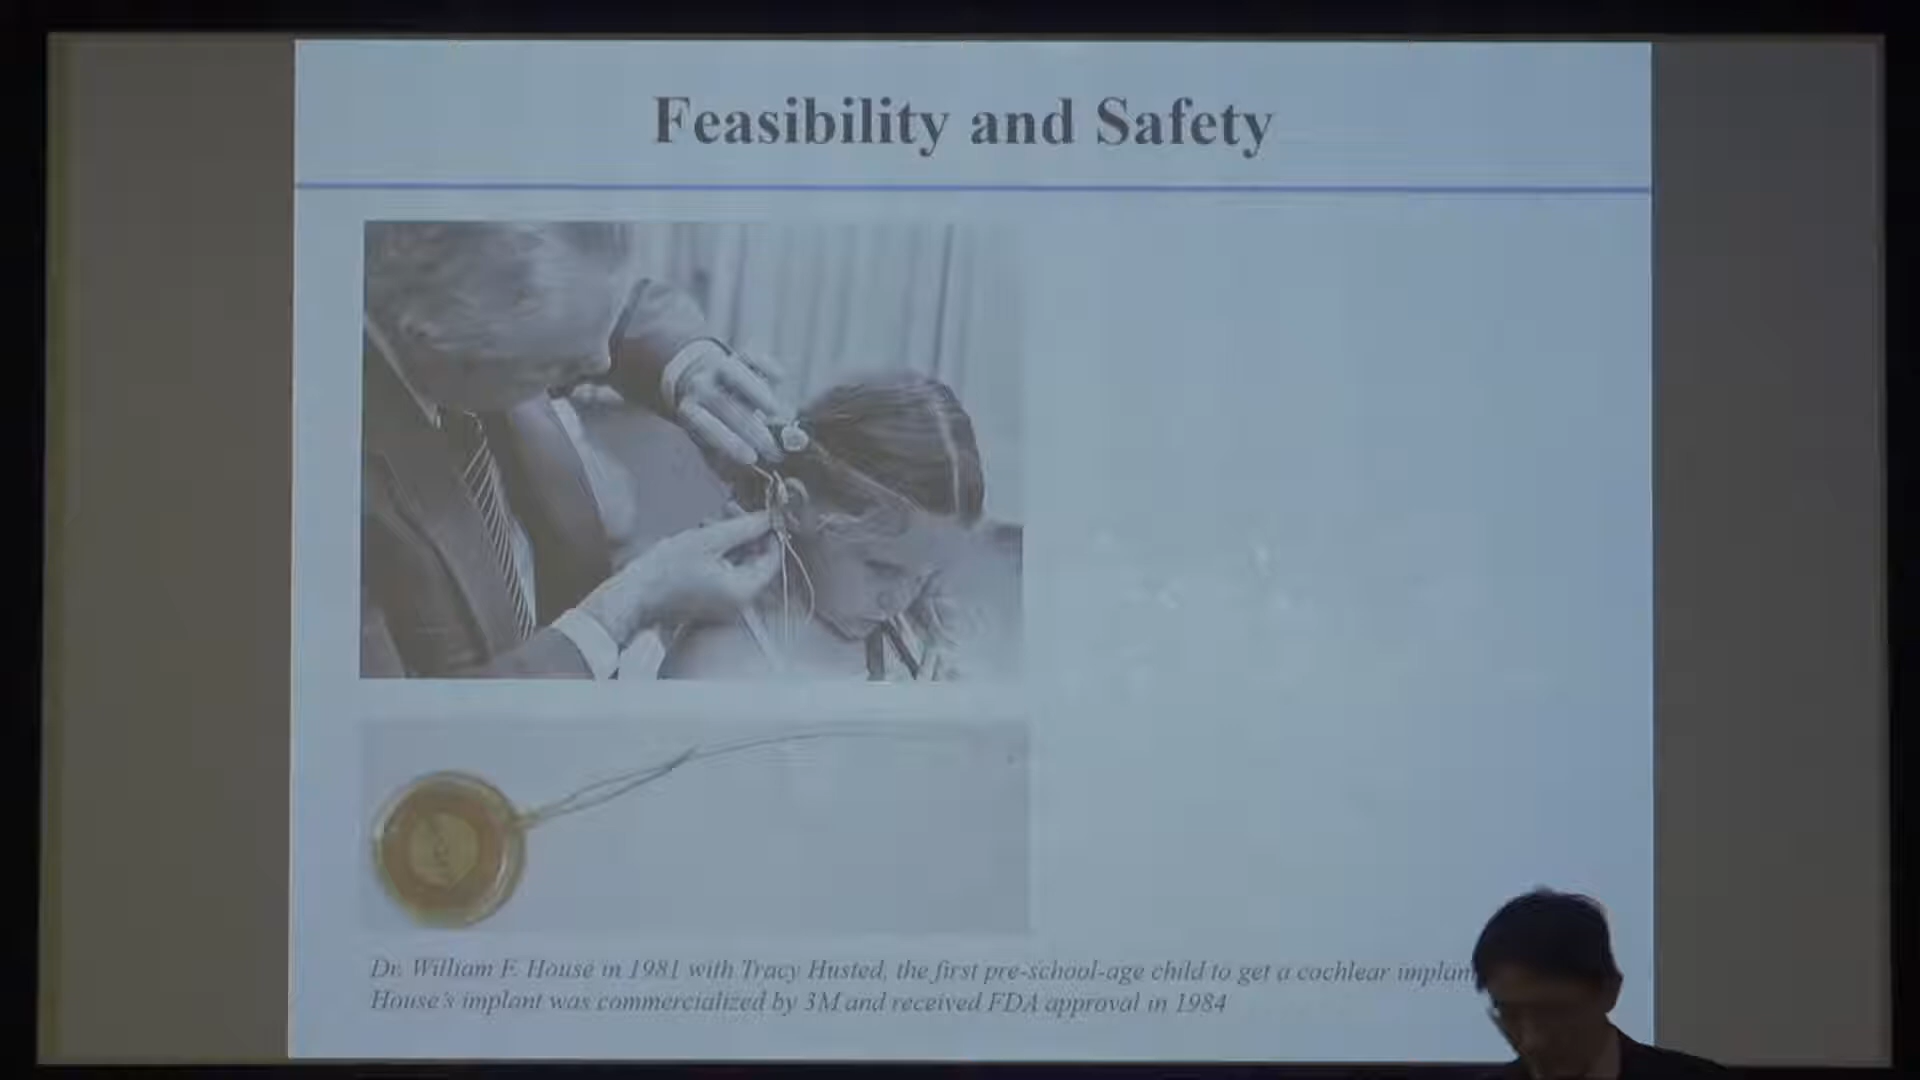 Feasibility and Safety
Dr. William F. House in 1981 with Tracy Husted, the first pre-school-age child to get a cochlear implan
House's implant was commercialized by 3M and received FDA approval in 1984